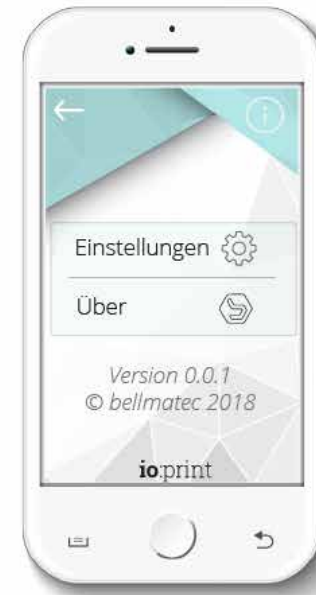 Einstellungen
Über
Version 0.0.1
© bellmatec 2018
io:print